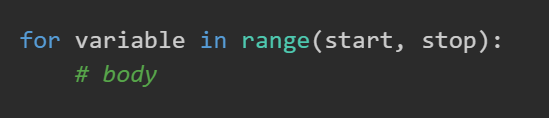 for variable in range(start, stop):
    # body